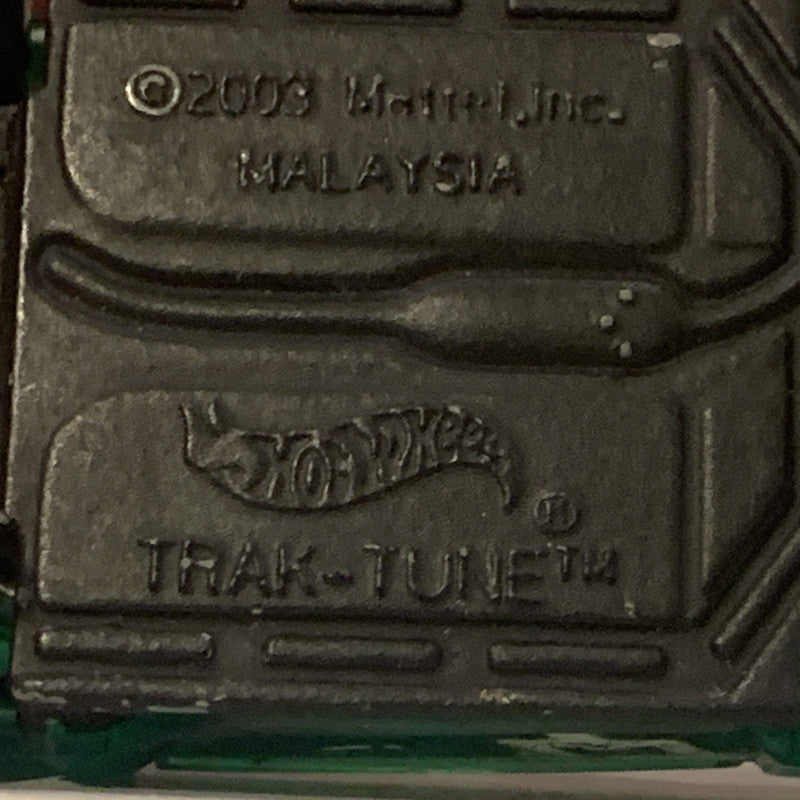 ©2003 Mattel,Inc.
MALAYSIA
Hot Wheels
®
TRAK-TUNE™